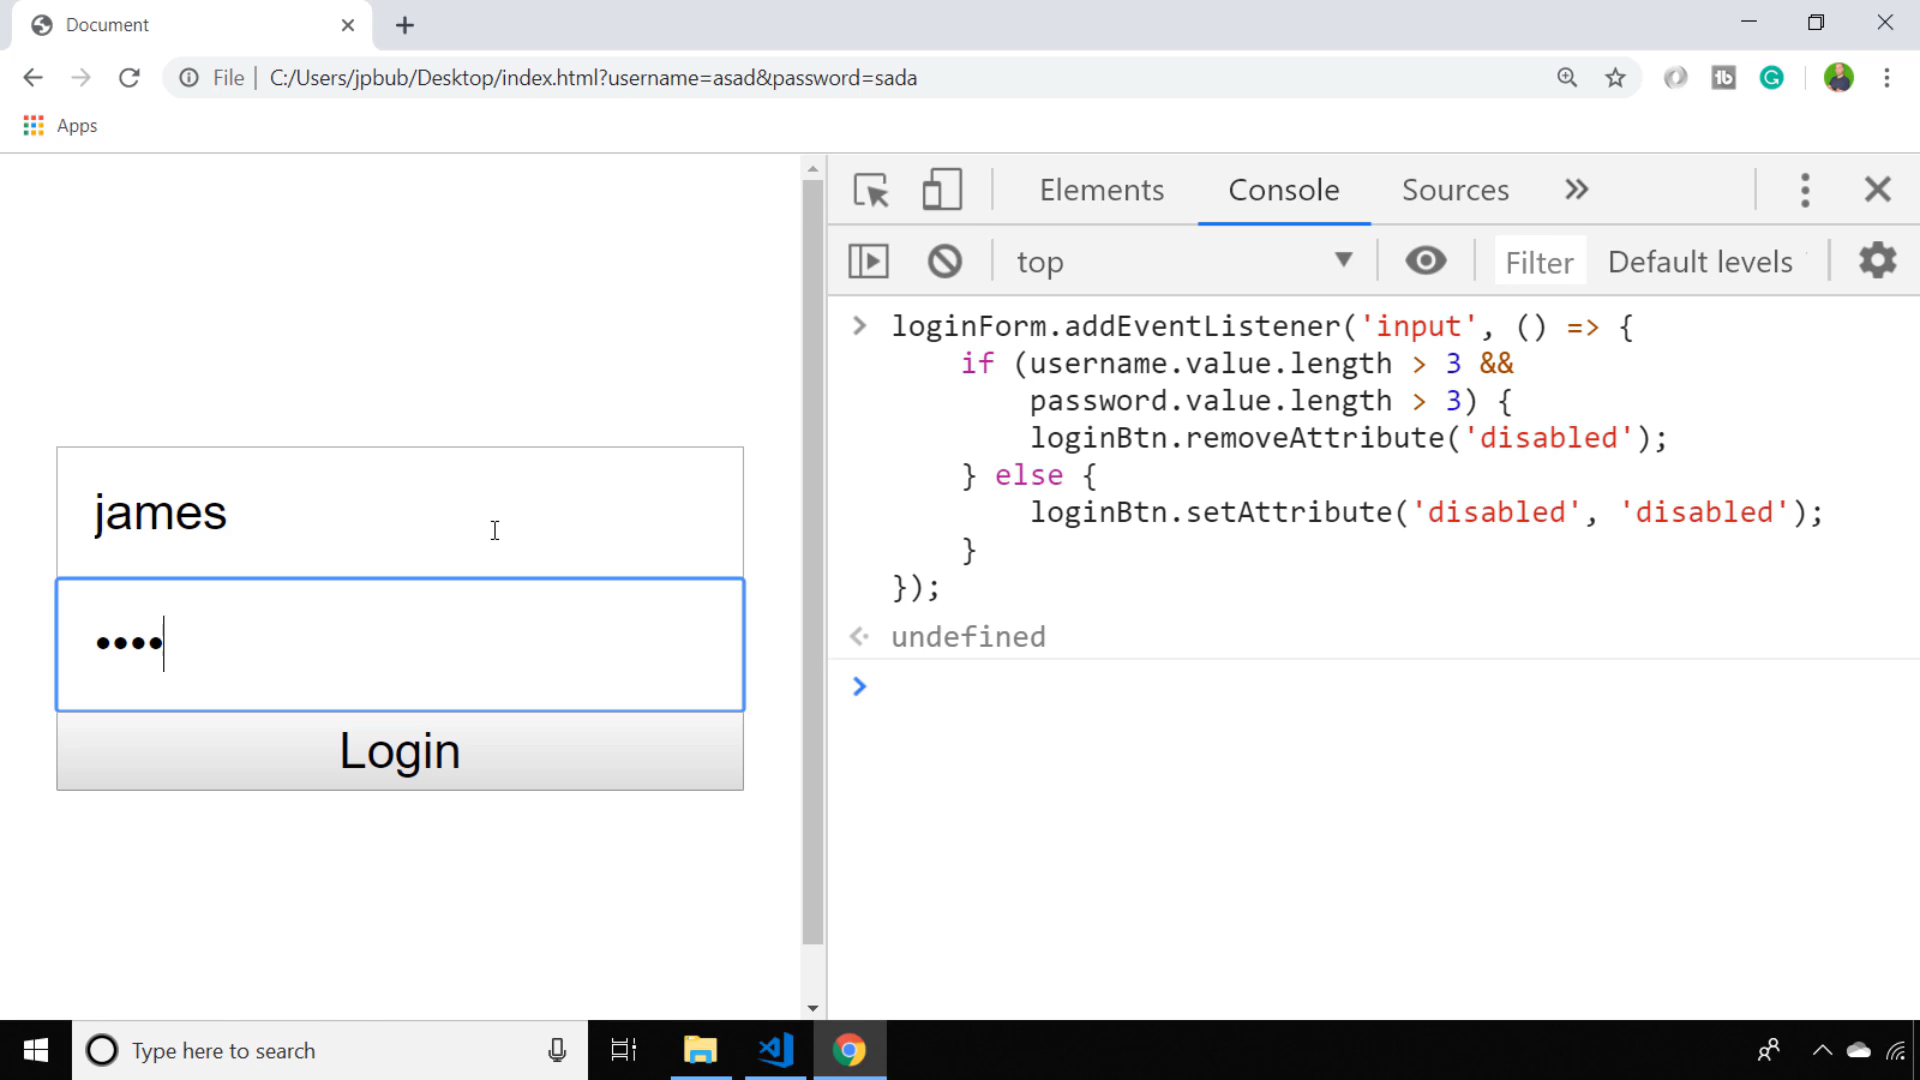 Document
File
C:/Users/jpbub/Desktop/index.html?username=asad&password=sada
Apps
Elements
Console
Sources
top
Filter
Default levels
loginForm.addEventListener('input', () => {
if (username.value.length > 3 &&
password.value.length > 3) {
loginBtn.removeAttribute('disabled');
} else {
loginBtn.setAttribute('disabled', 'disabled');
}
});
undefined
james
••••
Login
Type here to search